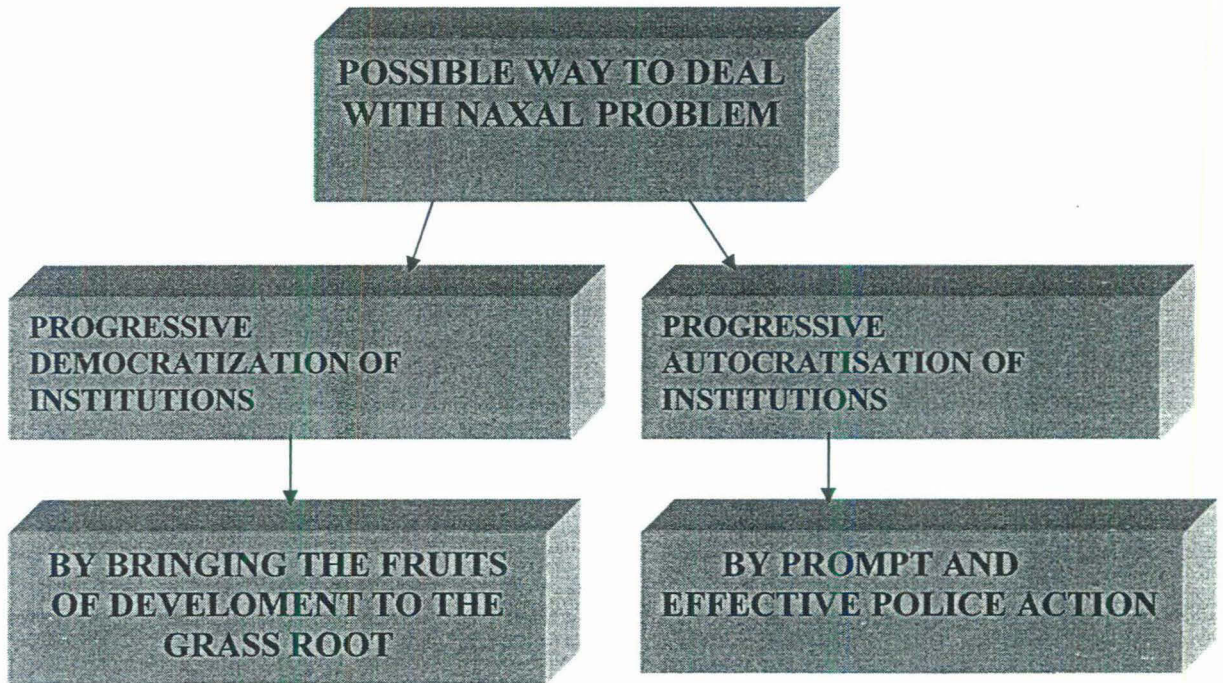 POSSIBLE WAY TO DEAL
WITH NAXAL PROBLEM
PROGRESSIVE
DEMOCRATIZATION OF
INSTITUTIONS
PROGRESSIVE
AUTOCRATISATION OF
INSTITUTIONS
BY BRINGING THE FRUITS
OF DEVELOMENT TO THE
GRASS ROOT
BY PROMPT AND
EFFECTIVE POLICE ACTION